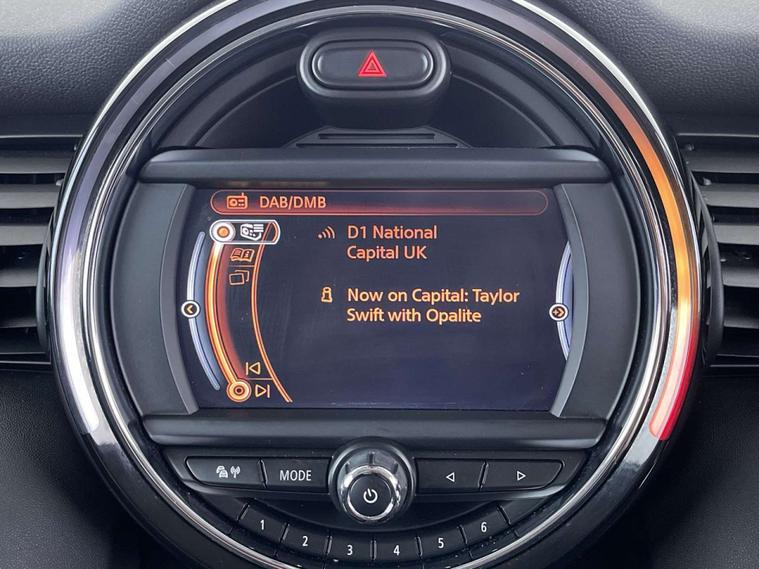 DAB/DMB
D1 National
Capital UK
Now on Capital: Taylor
Swift with Opalite
MODE
1
2
3
4
5
6